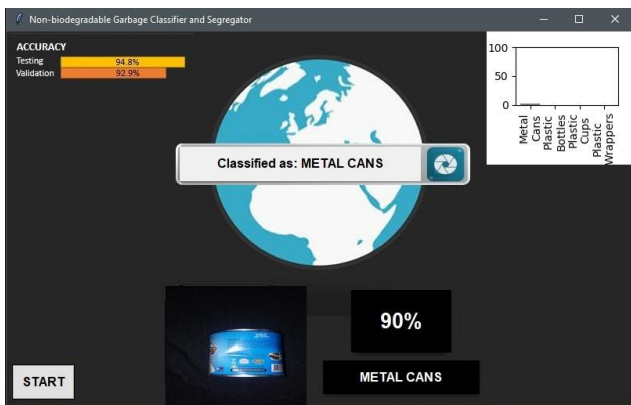 Non-biodegradable Garbage Classifier and Segregator
ACCURACY
Testing 94.8%
Validation 92.9%
100
50
0
Metal
Cans
Plastic
Bottles
Plastic
Cups
Plastic
Wrappers
Classified as: METAL CANS
90%
METAL CANS
START